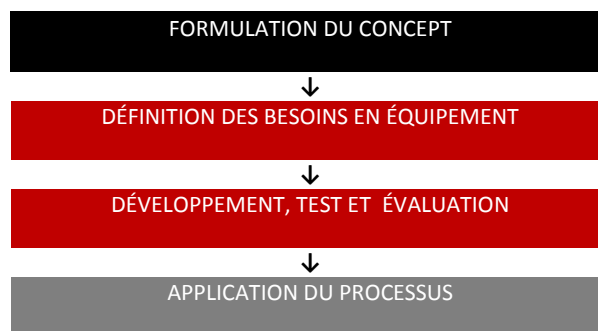 FORMULATION DU CONCEPT
↓
DÉFINITION DES BESOINS EN ÉQUIPEMENT
↓
DÉVELOPPEMENT, TEST ET ÉVALUATION
↓
APPLICATION DU PROCESSUS